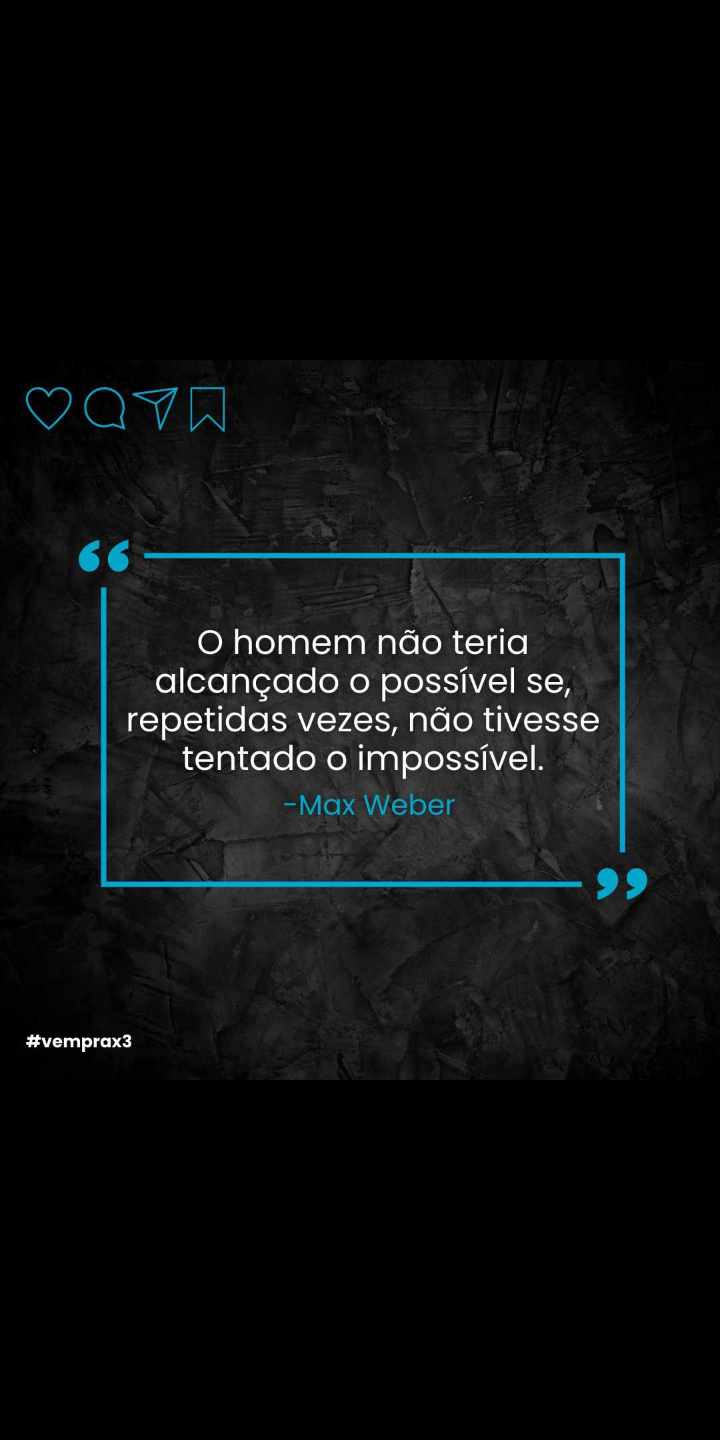 “
O homem não teria
alcançado o possível se,
repetidas vezes, não tivesse
tentado o impossível.
-Max Weber
”
#vemprax3